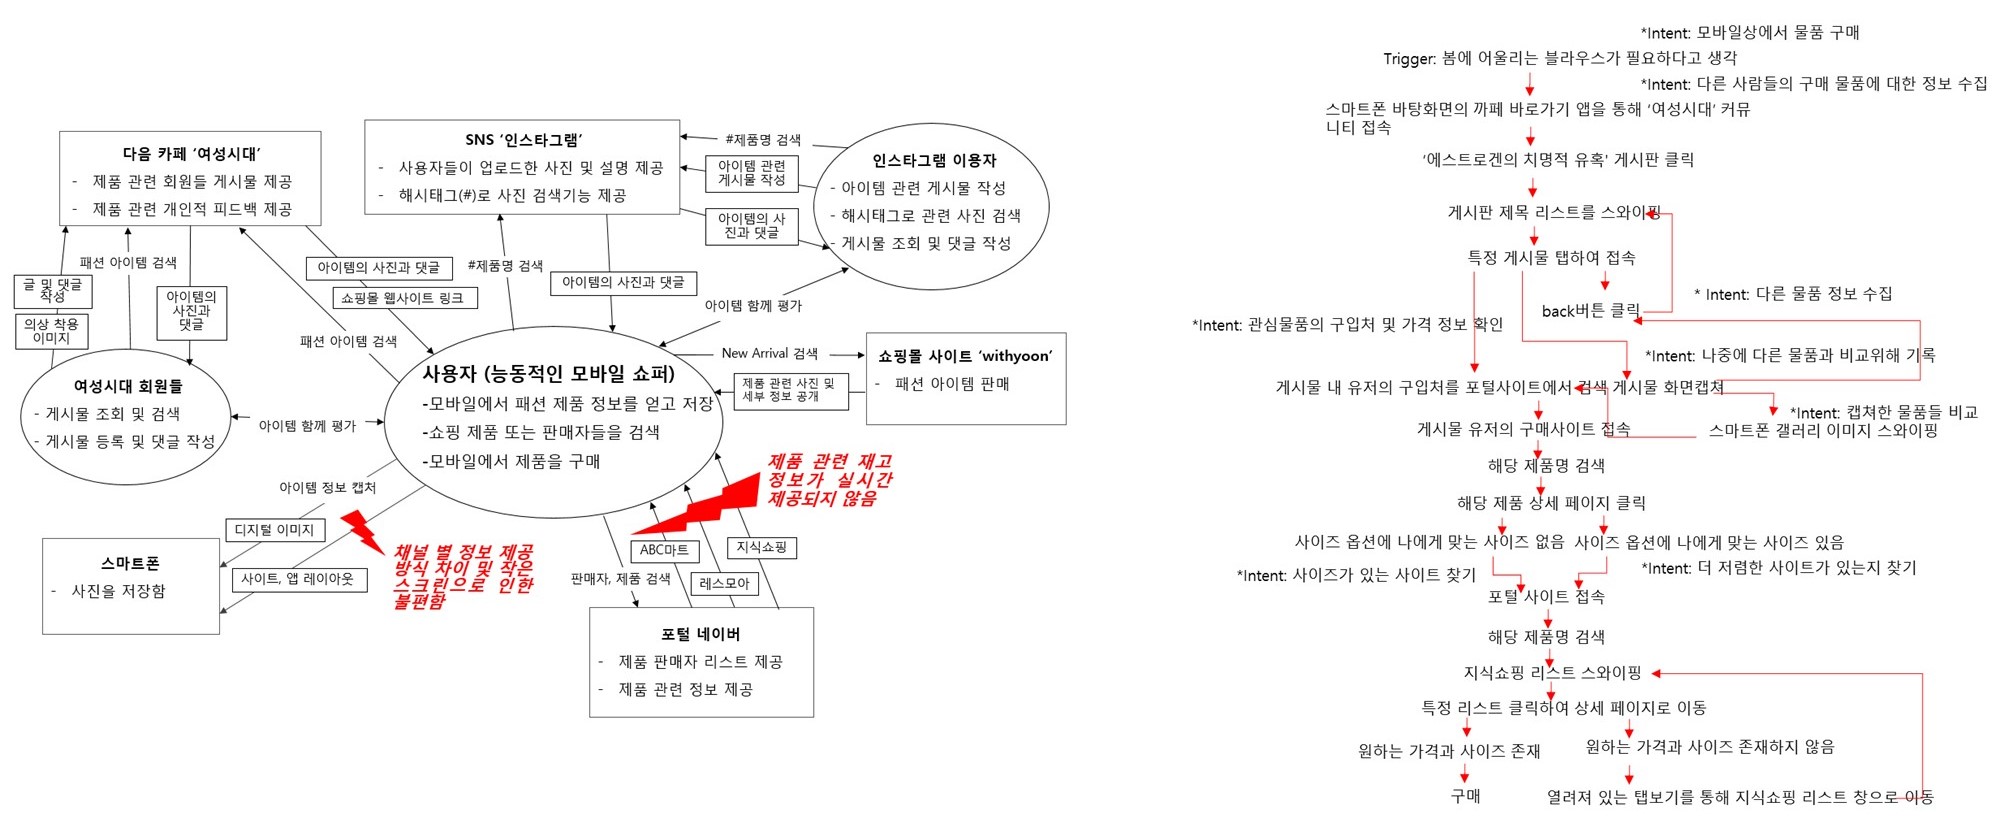 다음 카페 '여성시대'
- 제품 관련 회원들 게시물 제공
- 제품 관련 개인적 피드백 제공
SNS '인스타그램'
- 사용자들이 업로드한 사진 및 설명 제공
- 해시태그(#)로 사진 검색기능 제공
#제품명 검색
아이템 관련
게시물 작성
아이템의 사
진과 댓글
인스타그램 이용자
- 아이템 관련 게시물 작성
- 해시태그로 관련 사진 검색
- 게시물 조회 및 댓글 작성
글 및 댓글
작성
의상 착용
이미지
패션 아이템 검색
아이템의
사진과
댓글
아이템의 사진과 댓글
쇼핑몰 웹사이트 링크
패션 아이템 검색
#제품명 검색
아이템의 사진과 댓글
아이템 함께 평가
여성시대 회원들
- 게시물 조회 및 검색
- 게시물 등록 및 댓글 작성
아이템 함께 평가
사용자 (능동적인 모바일 쇼퍼)
-모바일에서 패션 제품 정보를 얻고 저장
-쇼핑 제품 또는 판매자들을 검색
-모바일에서 제품을 구매
New Arrival 검색
제품 관련 사진 및
세부 정보 공개
쇼핑몰 사이트 'withyoon'
- 패션 아이템 판매
아이템 정보 캡처
디지털 이미지
사이트, 앱 레이아웃
스마트폰
- 사진을 저장함
채널 별 정보 제공
방식 차이 및 작은
스크린으로 인한
불편함
제품 관련 재고
정보가 실시간
제공되지 않음
판매자, 제품 검색
ABC마트
레스모아
지식쇼핑
포털 네이버
- 제품 판매자 리스트 제공
- 제품 관련 정보 제공
*Intent: 모바일상에서 물품 구매
Trigger: 봄에 어울리는 블라우스가 필요하다고 생각
*Intent: 다른 사람들의 구매 물품에 대한 정보 수집
스마트폰 바탕화면의 까페 바로가기 앱을 통해 '여성시대' 커뮤
니티 접속
'에스트로겐의 치명적 유혹' 게시판 클릭
게시판 제목 리스트를 스와이핑
특정 게시물 탭하여 접속
* Intent: 다른 물품 정보 수집
back버튼 클릭
*Intent: 관심물품의 구입처 및 가격 정보 확인
*Intent: 나중에 다른 물품과 비교위해 기록
게시물 내 유저의 구입처를 포털사이트에서 검색 게시물 화면캡쳐
*Intent: 캡처한 물품들 비교
게시물 유저의 구매사이트 접속
스마트폰 갤러리 이미지 스와이핑
해당 제품명 검색
해당 제품 상세 페이지 클릭
사이즈 옵션에 나에게 맞는 사이즈 없음 사이즈 옵션에 나에게 맞는 사이즈 있음
*Intent: 사이즈가 있는 사이트 찾기
*Intent: 더 저렴한 사이트가 있는지 찾기
포털 사이트 접속
해당 제품명 검색
지식쇼핑 리스트 스와이핑
특정 리스트 클릭하여 상세 페이지로 이동
원하는 가격과 사이즈 존재
원하는 가격과 사이즈 존재하지 않음
구매
열려져 있는 탭보기를 통해 지식쇼핑 리스트 창으로 이동